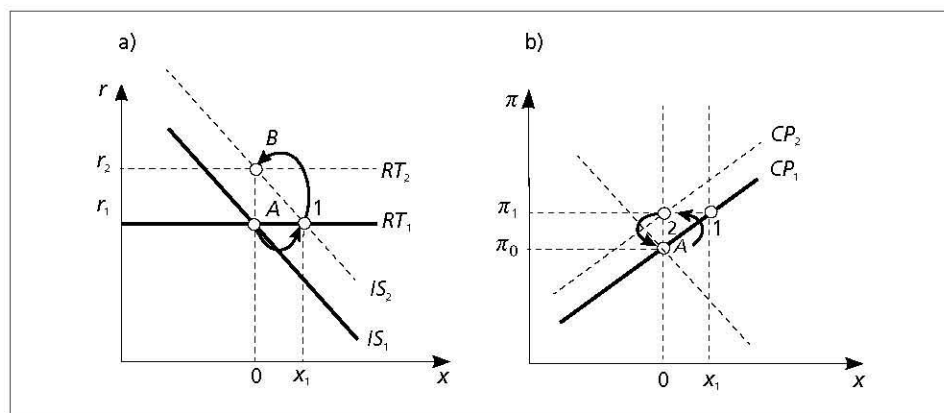 a)
r
r₂
r₁
B
A
1
RT₂
RT₁
IS₂
IS₁
0
x₁
x
b)
π
π₁
π₀
CP₂
CP₁
2
1
A
0
x₁
x